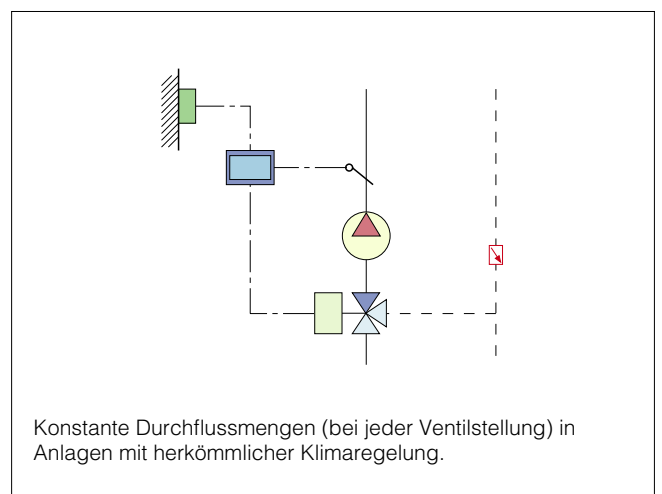 Konstante Durchflussmengen (bei jeder Ventilstellung) in
Anlagen mit herkömmlicher Klimaregelung.